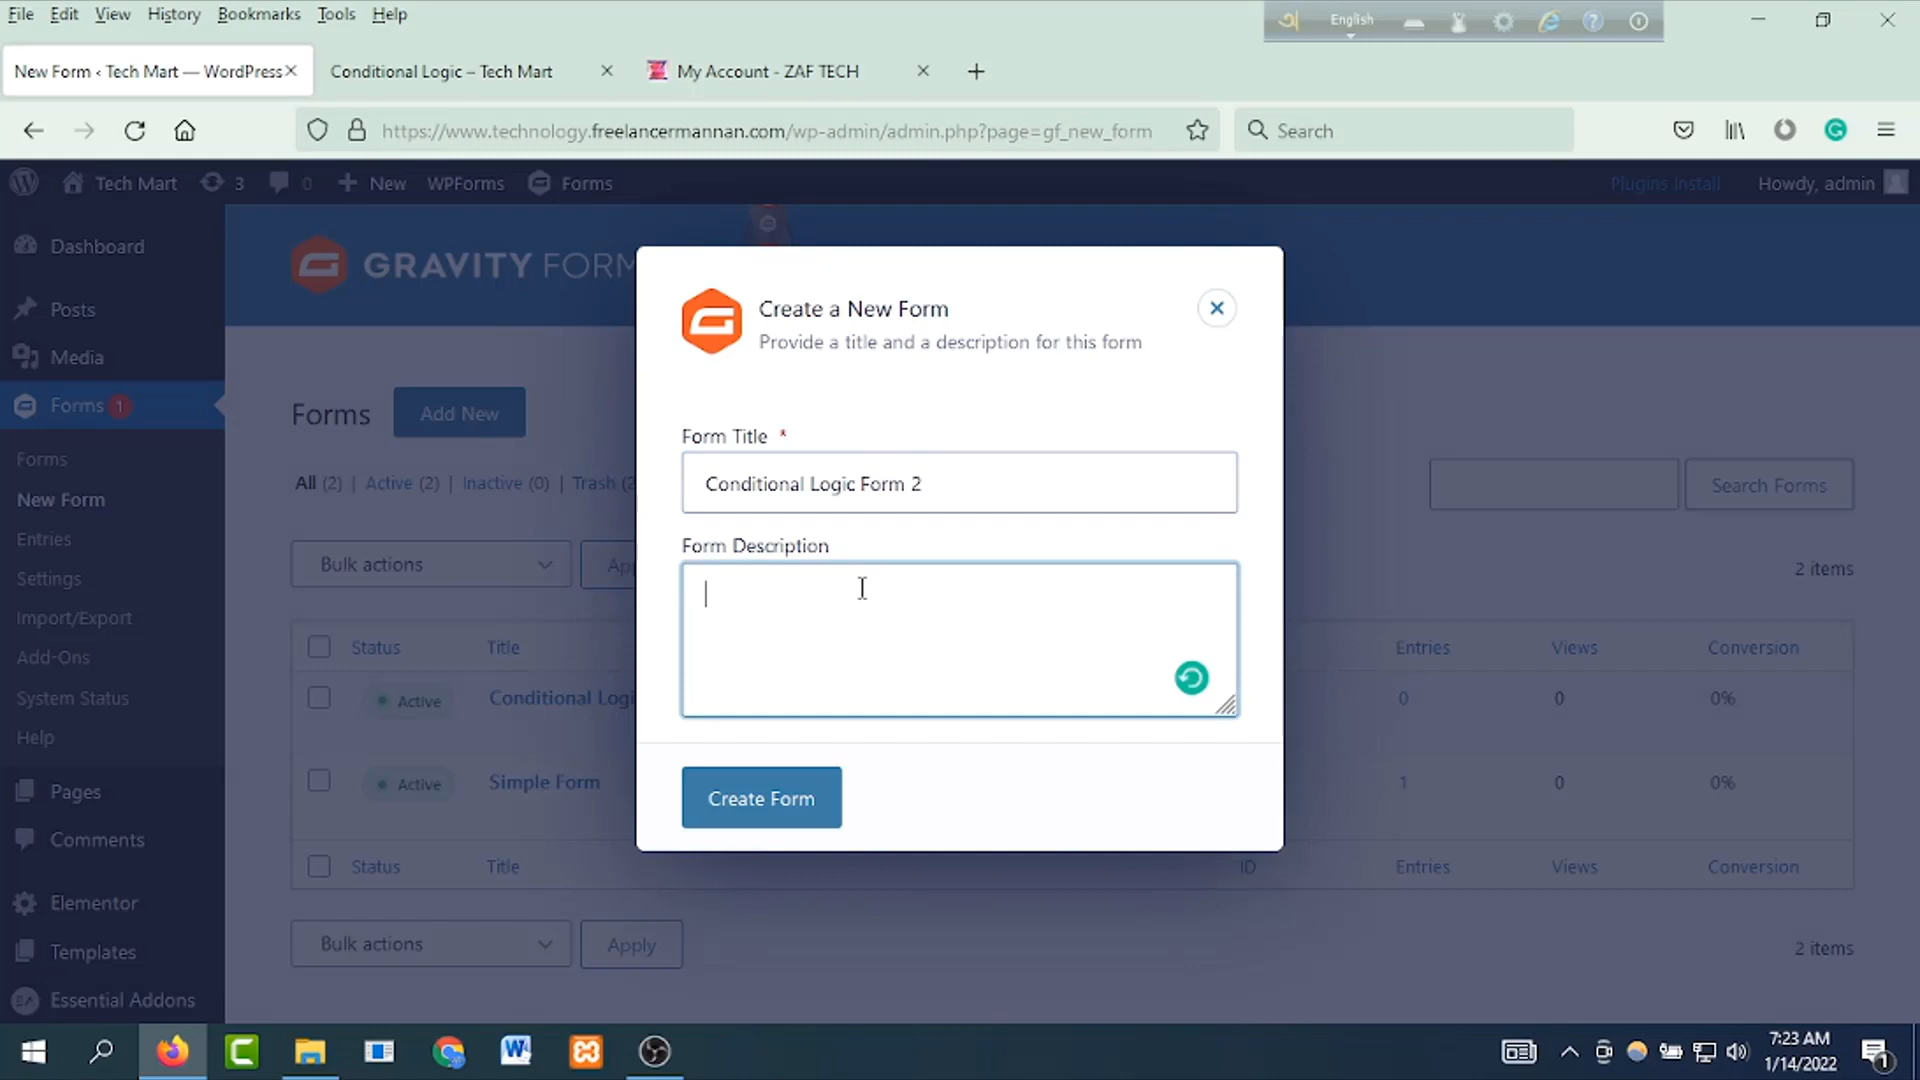 File Edit View History Bookmarks Tools Help
English
New Form ‹ Tech Mart — WordPress
Conditional Logic – Tech Mart
My Account - ZAF TECH
https://www.technology.freelancermannan.com/wp-admin/admin.php?page=gf_new_form
Search
Tech Mart 3 0 New WPForms Forms
Plugins Install
Howdy, admin
Dashboard
Posts
Media
Forms 1
Forms
New Form
Entries
Settings
Import/Export
Add-Ons
System Status
Help
Pages
Comments
Elementor
Templates
Essential Addons
GRAVITY FORM
Forms
Add New
All (2) | Active (2) | Inactive (0) | Trash (2
Search Forms
Bulk actions
2 items
Status Title Entries Views Conversion
Active 0 0 0%
Active Simple Form 1 0 0%
Status Title ID Entries Views Conversion
Bulk actions
Apply
2 items
Create a New Form
Provide a title and a description for this form
Form Title *
Conditional Logic Form 2
Form Description
Create Form
7:23 AM
1/14/2022
1